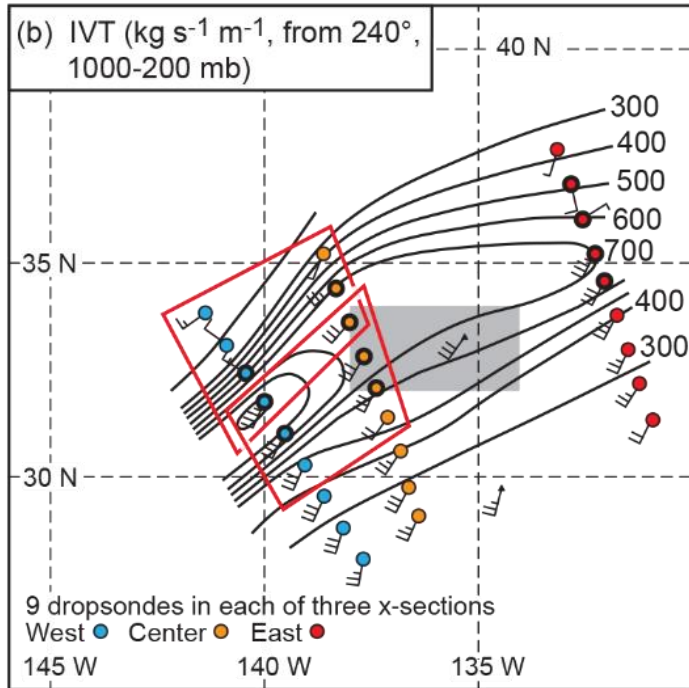 (b) IVT (kg s-1 m-1, from 240°,
1000-200 mb)
40 N
300
400
500
600
700
35 N
400
300
30 N
9 dropsondes in each of three x-sections
West Center East
145 W 140 W 135 W